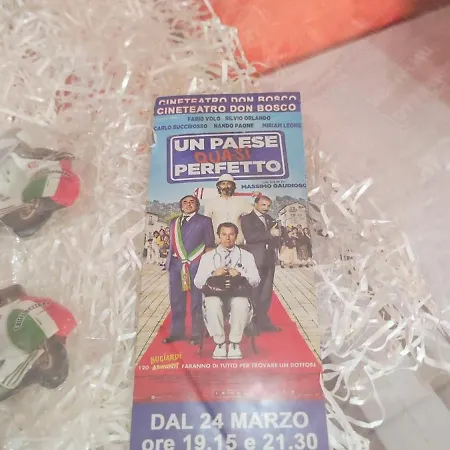 CINETEATRO DON BOSCO
CINETEATRO DON BOSCO
FABIO VOLO SILVIO ORLANDO
CARLO BUCCIROSSO NANDO PAONE MIRIAM LEONE
UN PAESE
QUASI
PERFETTO
MASSIMO GAUDIOSO
BUGIARDI
120 ABITANTI FARANNO DI TUTTO PER TROVARE UN DOTTORE
DAL 24 MARZO
ore 19.15 e 21.30